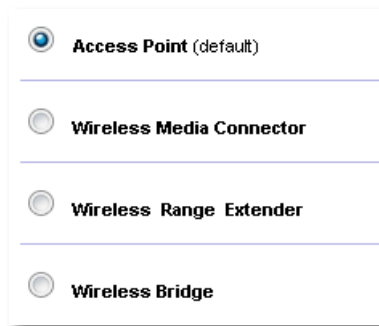 Access Point (default)
Wireless Media Connector
Wireless Range Extender
Wireless Bridge